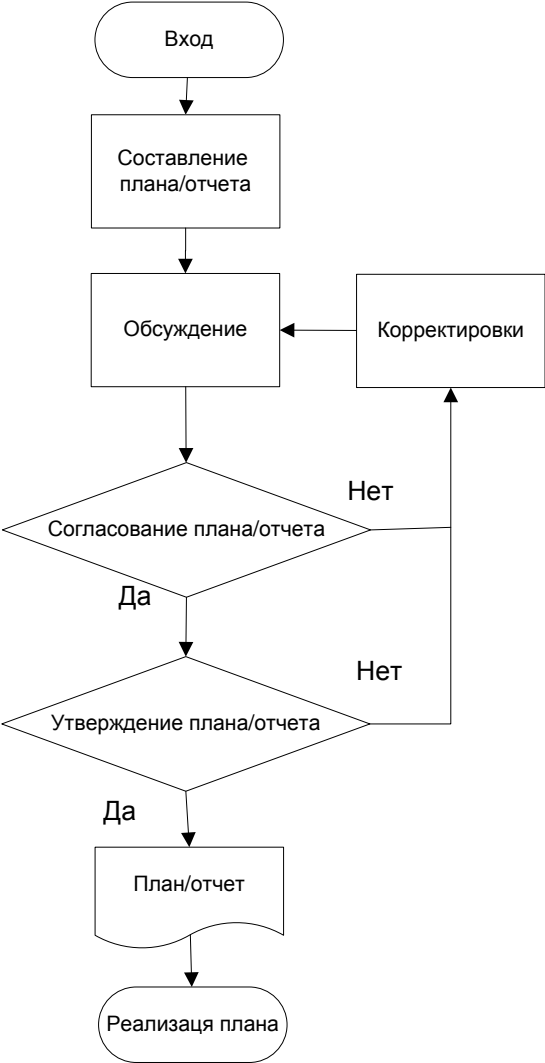 Вход
Составление
плана/отчета
Обсуждение
Корректировки
Нет
Согласование плана/отчета
Да
Нет
Утверждение плана/отчета
Да
План/отчет
Реализаця плана